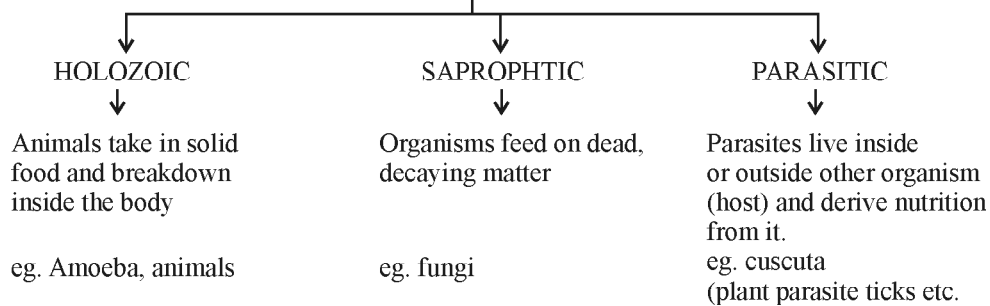 HOLOZOIC
Animals take in solid
food and breakdown
inside the body
eg. Amoeba, animals
SAPROPHTIC
Organisms feed on dead,
decaying matter
eg. fungi
PARASITIC
Parasites live inside
or outside other organism
(host) and derive nutrition
from it.
eg. cuscuta
(plant parasite ticks etc.